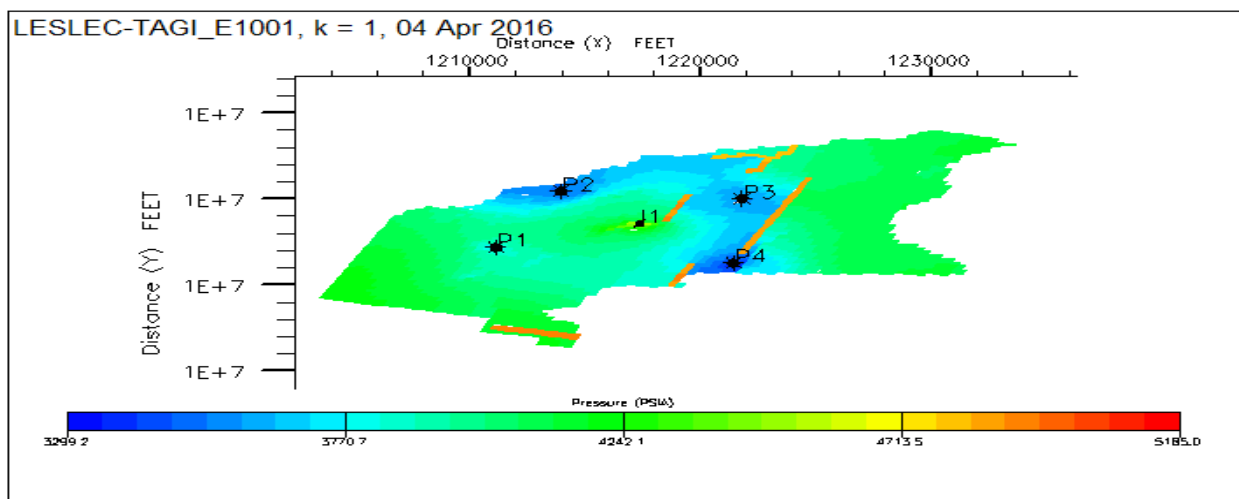 LESLEC-TAGI_E1001, k = 1, 04 Apr 2016
Distance (X) FEET
1210000 1220000 1230000
1E+7
1E+7
1E+7
1E+7
Distance (Y) FEET
P2
P3
I1
P1
P4
Pressure (PSIA)
3299.2 3770.7 4242.1 4713.5 5185.0